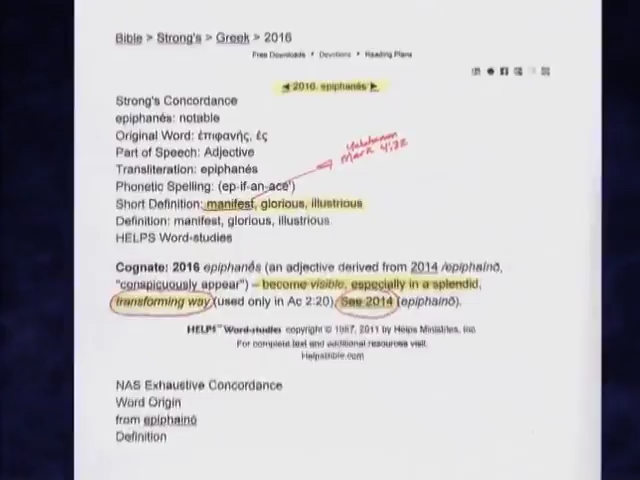 Bible > Strong's > Greek > 2016
Free Downloads • Devotions • Reading Plans
◄ 2016. epiphanés ►
Strong's Concordance
epiphanés: notable
Original Word: ἐπιφανής, ές
Part of Speech: Adjective
Transliteration: epiphanés
Phonetic Spelling: (ep-if-an-ace')
Mark 4:22
Short Definition: manifest, glorious, illustrious
Definition: manifest, glorious, illustrious
HELPS Word-studies
Cognate: 2016 epiphanés (an adjective derived from 2014 /epiphainō,
"conspicuously appear") – become visible, especially in a splendid,
transforming way (used only in Ac 2:20). See 2014 (epiphainō).
HELPS™ Word-studies copyright © 1987, 2011 by Helps Ministries, Inc.
For complete text and additional resources visit:
HelpsBible.com
NAS Exhaustive Concordance
Word Origin
from epiphainó
Definition